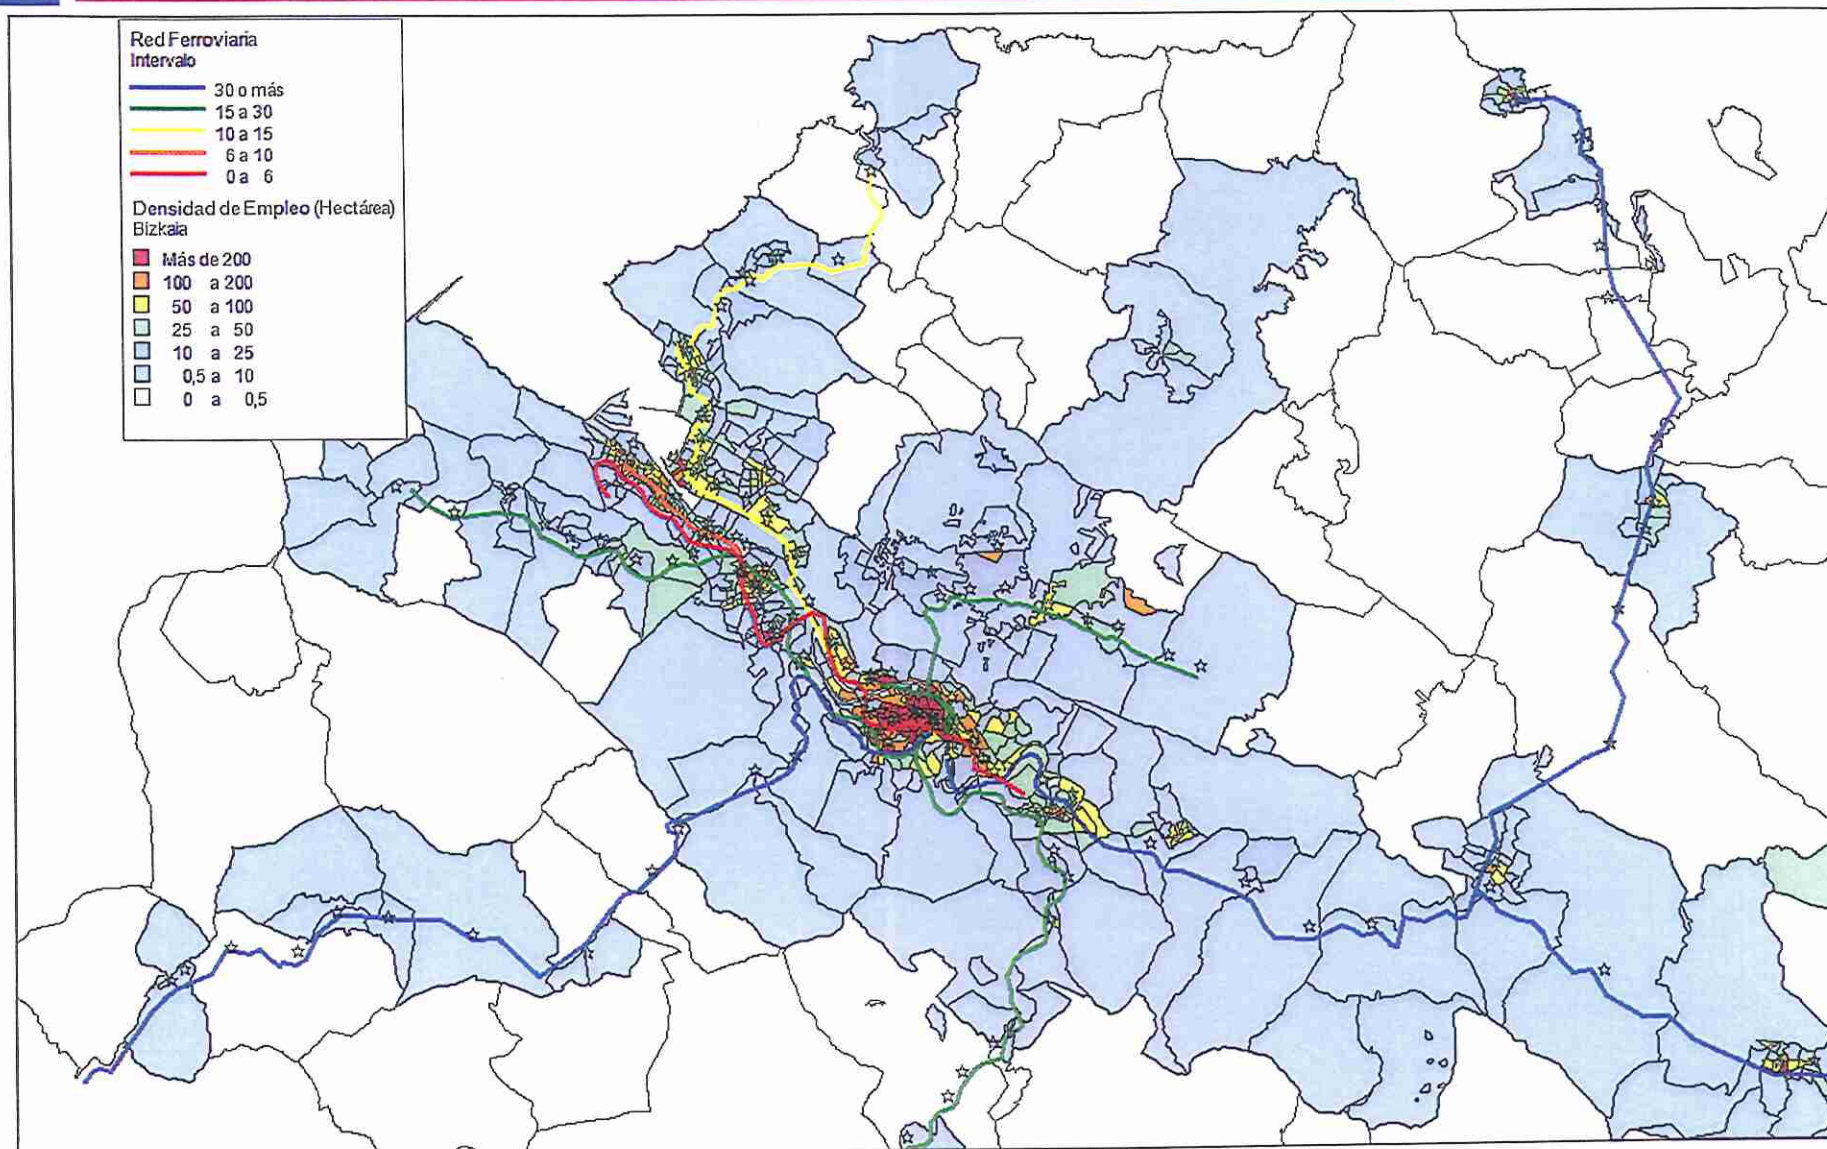 Red Ferroviaria
Intervalo
30 o más
15 a 30
10 a 15
6 a 10
0 a 6
Densidad de Empleo (Hectárea)
Bizkaia
Más de 200
100 a 200
50 a 100
25 a 50
10 a 25
0,5 a 10
0 a 0,5